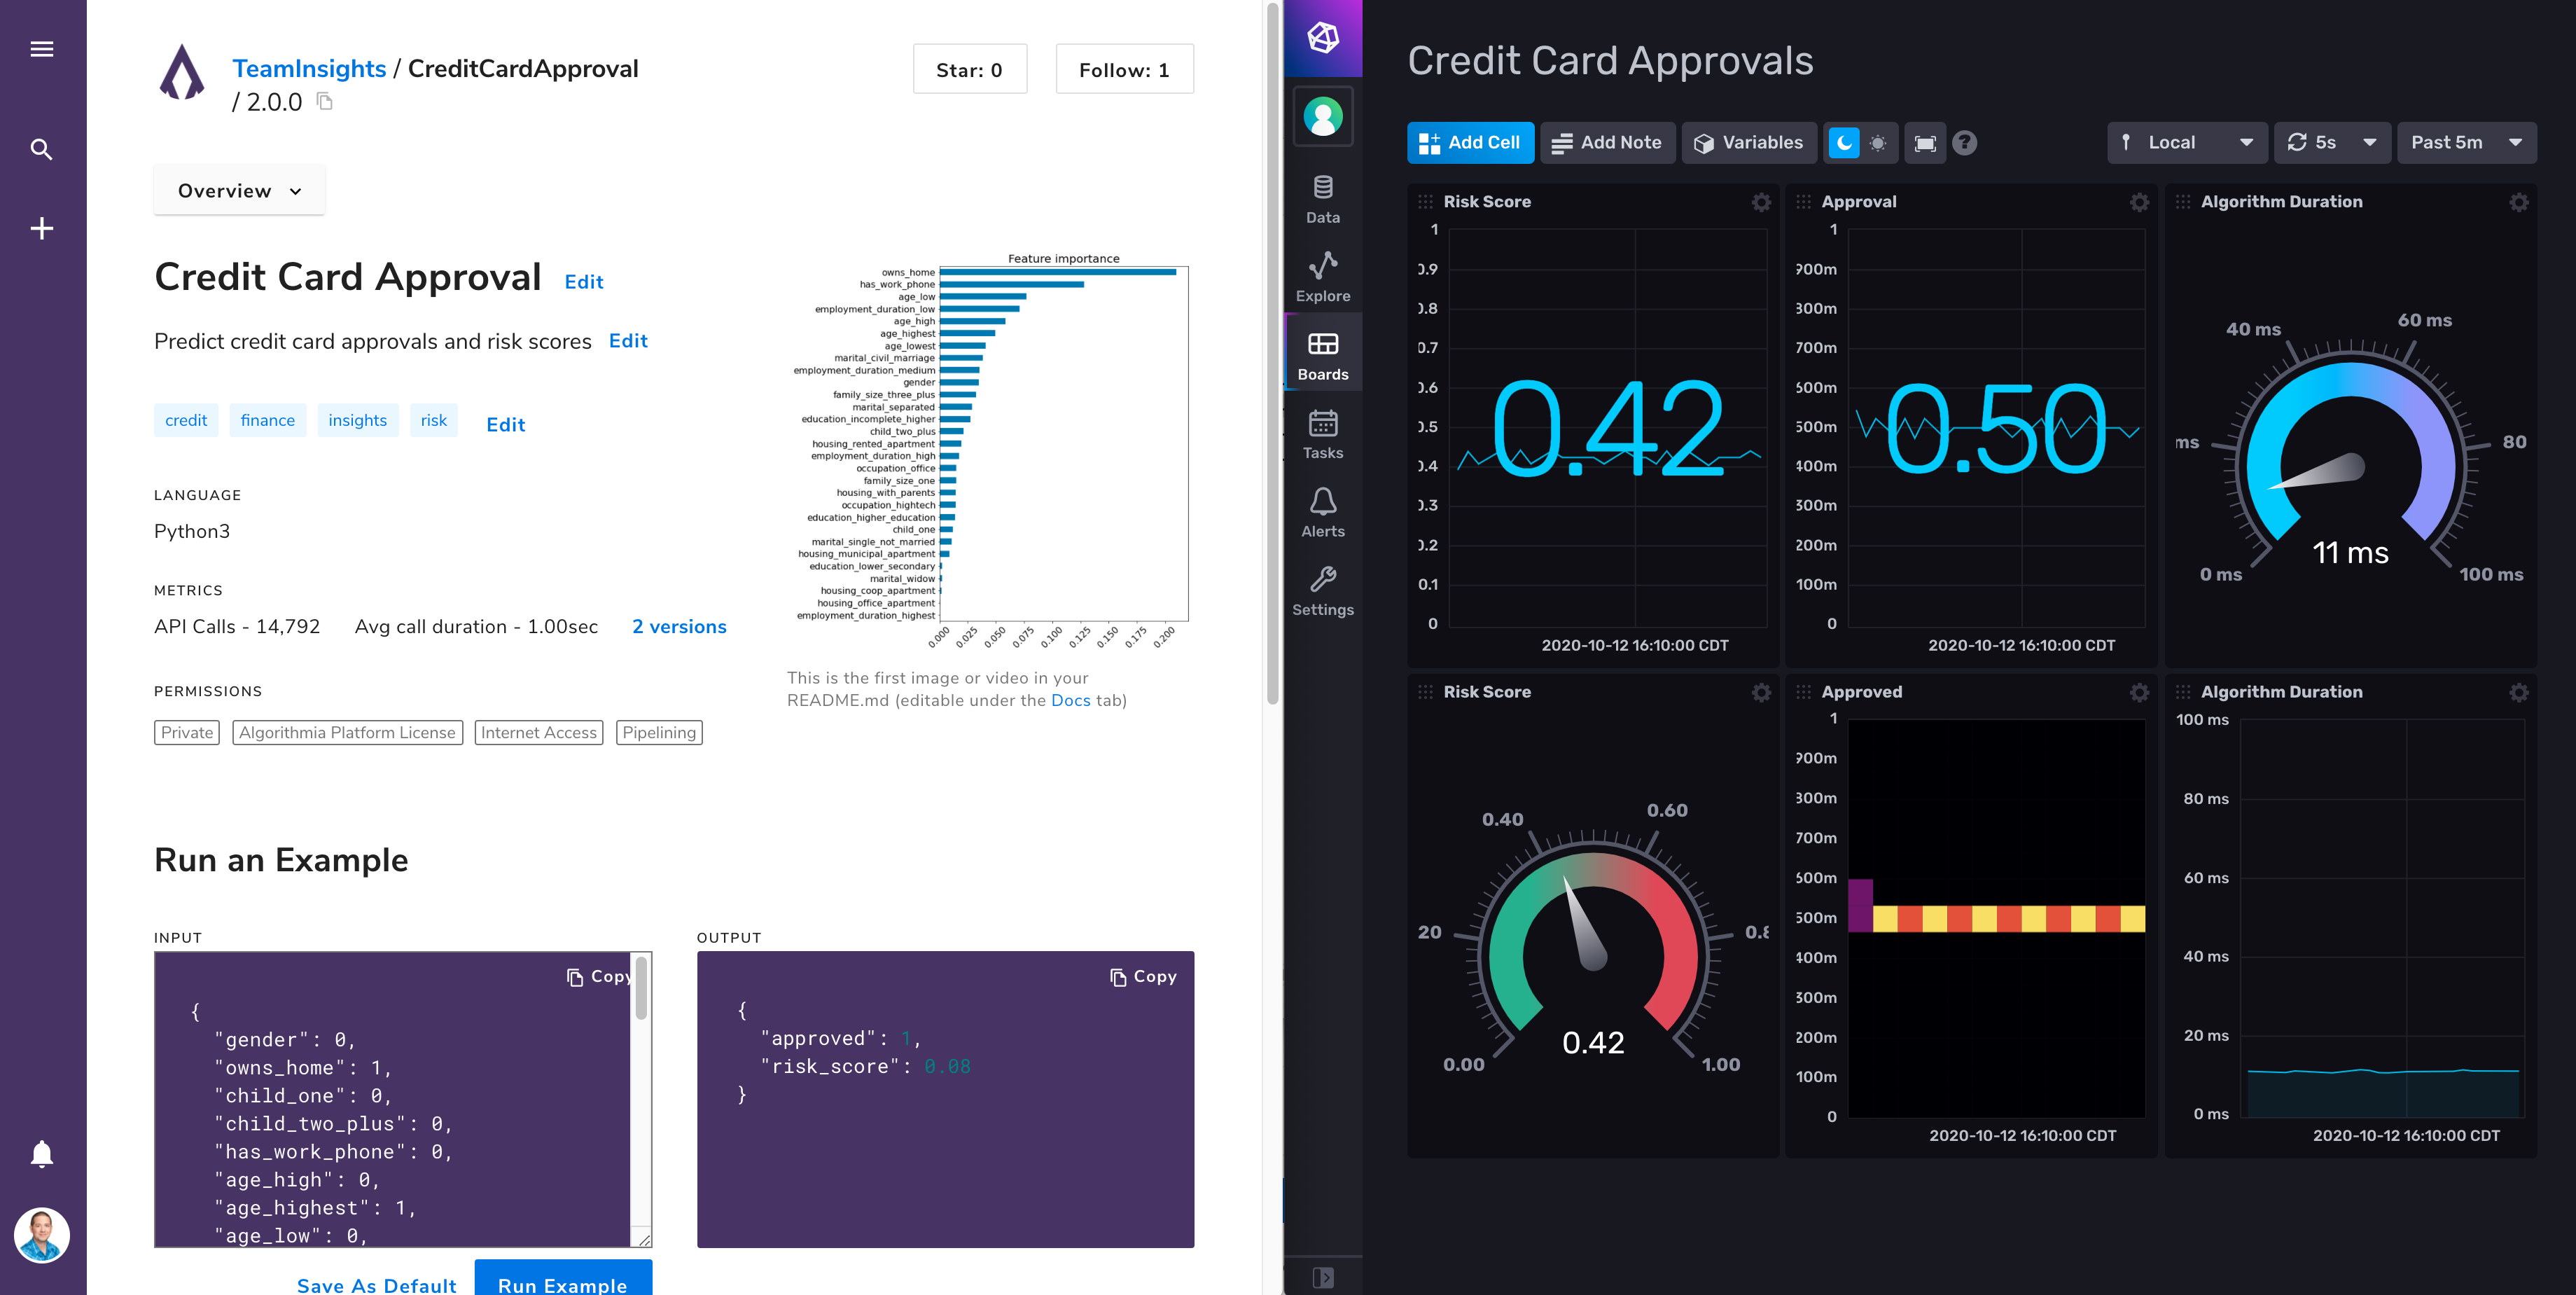 TeamInsights / CreditCardApproval
/ 2.0.0
Star: 0
Follow: 1
Overview
Credit Card Approval Edit
Predict credit card approvals and risk scores Edit
credit finance insights risk Edit
LANGUAGE
Python3
METRICS
API Calls - 14,792 Avg call duration - 1.00sec 2 versions
PERMISSIONS
Private Algorithmia Platform License Internet Access Pipelining
Feature importance
owns_home
has_work_phone
age_low
employment_duration_low
age_high
age_highest
age_lowest
marital_civil_marriage
employment_duration_medium
gender
family_size_three_plus
marital_separated
education_incomplete_higher
child_two_plus
housing_rented_apartment
employment_duration_high
occupation_office
family_size_one
housing_with_parents
occupation_hightech
education_higher_education
child_one
marital_single_not_married
housing_municipal_apartment
education_lower_secondary
marital_widow
housing_coop_apartment
housing_office_apartment
employment_duration_highest
0.000 0.025 0.050 0.075 0.100 0.125 0.150 0.175 0.200
This is the first image or video in your
README.md (editable under the Docs tab)
Run an Example
INPUT
Copy
{
"gender": 0,
"owns_home": 1,
"child_one": 0,
"child_two_plus": 0,
"has_work_phone": 0,
"age_high": 0,
"age_highest": 1,
"age_low": 0,
Save As Default Run Example
OUTPUT
Copy
{
"approved": 1,
"risk_score": 0.08
}
Data
Explore
Boards
Tasks
Alerts
Settings
Credit Card Approvals
Add Cell Add Note Variables ? Local 5s Past 5m
Risk Score
1
0.9
0.8
0.7
0.6
0.5
0.4
0.3
0.2
0.1
0
0.42
2020-10-12 16:10:00 CDT
Approval
1
900m
800m
700m
600m
500m
400m
300m
200m
100m
0
0.50
2020-10-12 16:10:00 CDT
Algorithm Duration
40 ms 60 ms
ms 80
11 ms
0 ms 100 ms
Risk Score
0.40 0.60
20 0.8
0.42
0.00 1.00
Approved
1
900m
800m
700m
600m
500m
400m
300m
200m
100m
0
2020-10-12 16:10:00 CDT
Algorithm Duration
100 ms
80 ms
60 ms
40 ms
20 ms
0 ms
2020-10-12 16:10:00 CDT